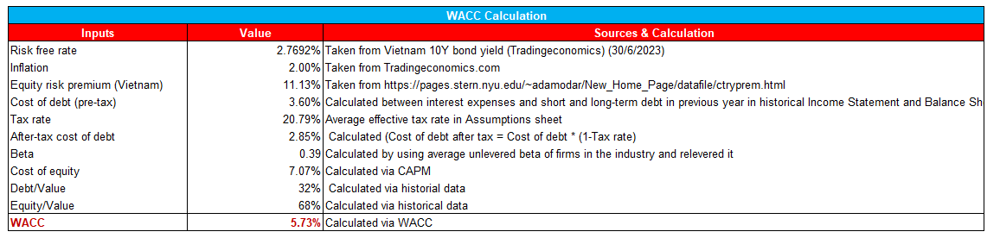 WACC Calculation
Inputs Value Sources & Calculation
Risk free rate 2.7692% Taken from Vietnam 10Y bond yield (Tradingeconomics) (30/6/2023)
Inflation 2.00% Taken from Tradingeconomics.com
Equity risk premium (Vietnam) 11.13% Taken from https://pages.stern.nyu.edu/~adamodar/New_Home_Page/datafile/ctryprem.html
Cost of debt (pre-tax) 3.60% Calculated between interest expenses and short and long-term debt in previous year in historical Income Statement and Balance Sh
Tax rate 20.79% Average effective tax rate in Assumptions sheet
After-tax cost of debt 2.85% Calculated (Cost of debt after tax = Cost of debt * (1-Tax rate)
Beta 0.39 Calculated by using average unlevered beta of firms in the industry and relevered it
Cost of equity 7.07% Calculated via CAPM
Debt/Value 32% Calculated via historial data
Equity/Value 68% Calculated via historical data
WACC 5.73% Calculated via WACC